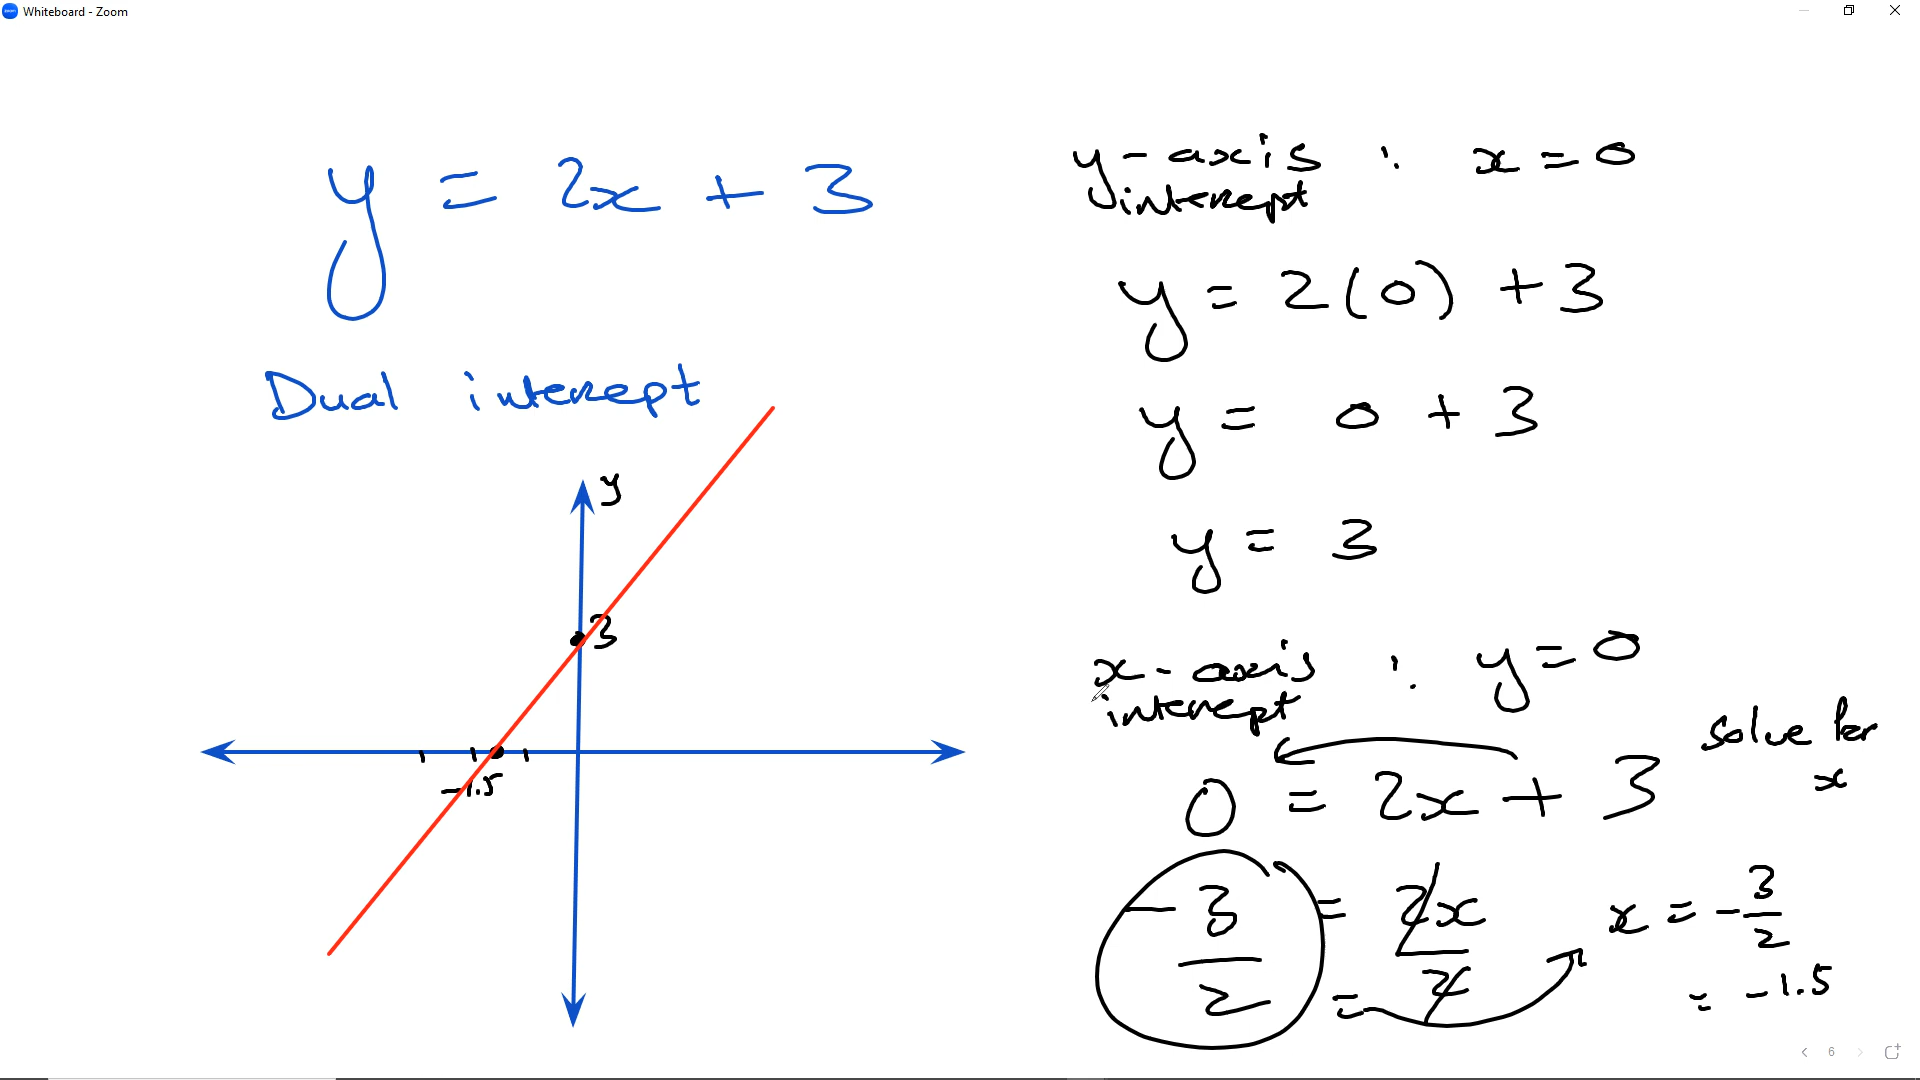 Whiteboard - Zoom
y = 2x + 3
Dual intercept
y
3
-1.5
y-axis : x = 0
intercept
y = 2(0) + 3
y = 0 + 3
y = 3
x-axis : y = 0
intercept
solve for
x
0 = 2x + 3
-3/2 = 2x/2
=
x = -3/2
= -1.5
6